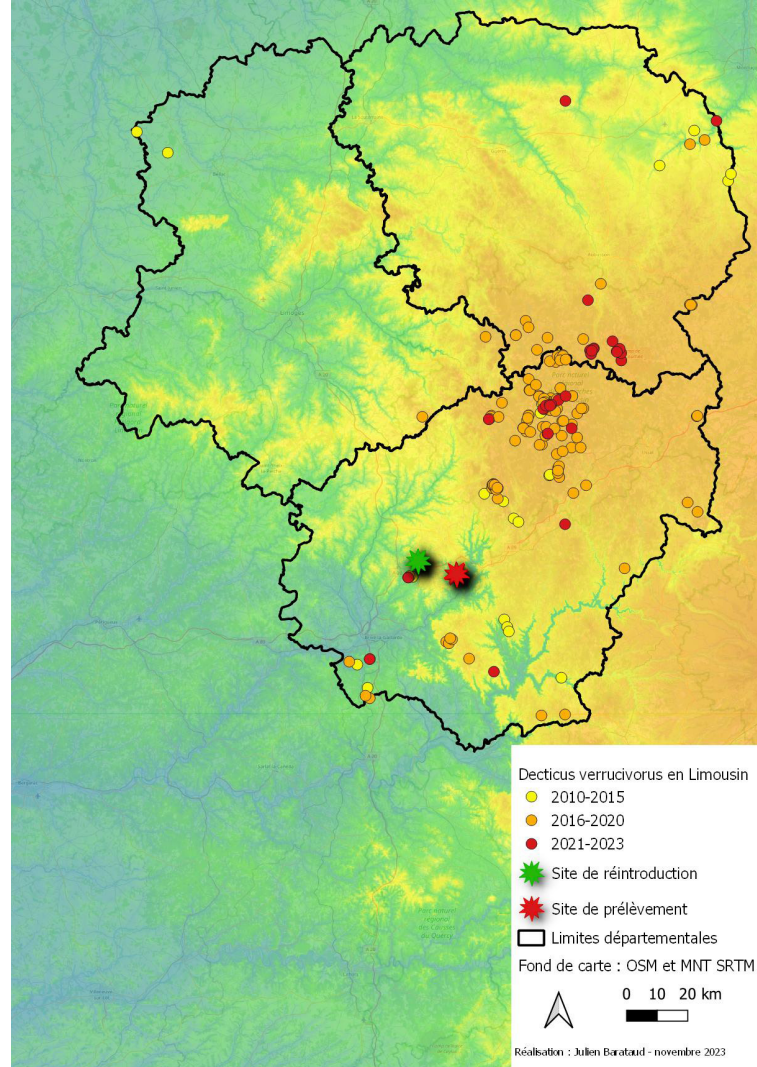 Decticus verrucivorus en Limousin
2010-2015
2016-2020
2021-2023
Site de réintroduction
Site de prélèvement
Limites départementales
Fond de carte : OSM et MNT SRTM
0 10 20 km
Réalisation : Julien Barataud - novembre 2023